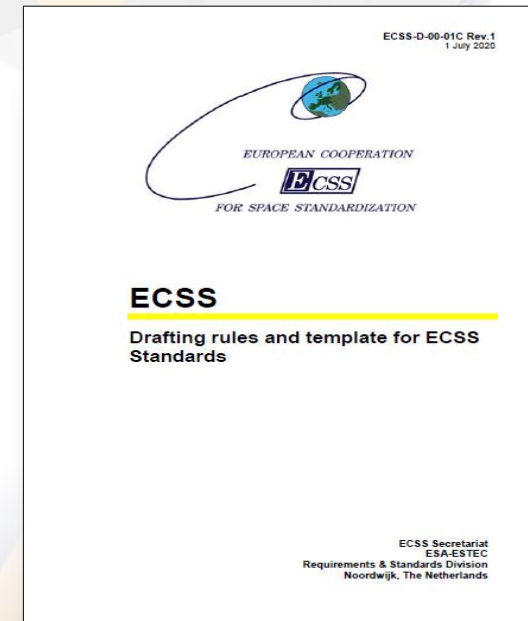 ECSS-D-00-01C Rev.1
1 July 2020
EUROPEAN COOPERATION
ECSS
FOR SPACE STANDARDIZATION
ECSS
Drafting rules and template for ECSS
Standards
ECSS Secretariat
ESA-ESTEC
Requirements & Standards Division
Noordwijk, The Netherlands